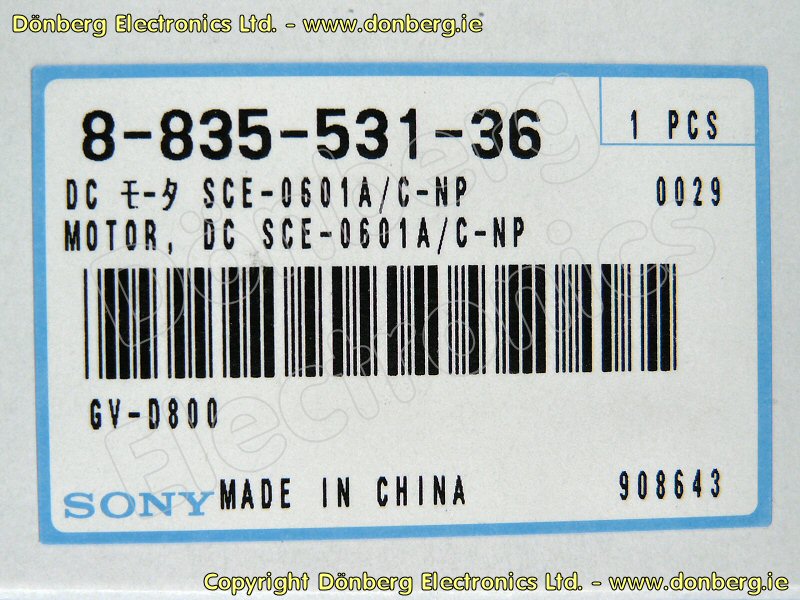 Dönberg Electronics Ltd. - www.donberg.ie
8-835-531-36
1 PCS
DC モータ SCE-0601A/C-NP 0029
MOTOR, DC SCE-0601A/C-NP
Dönberg
Electronics
GV-D800
SONY MADE IN CHINA 908643
Copyright Dönberg Electronics Ltd. - www.donberg.ie